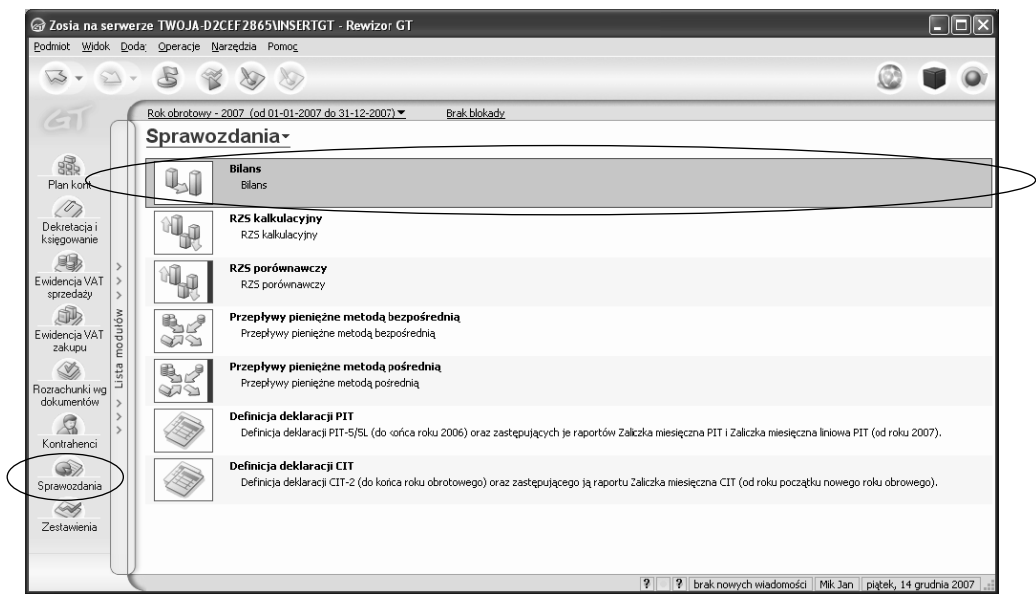 Zosia na serwerze TWOJA-D2CEF2865\INSERTGT - Rewizor GT
Podmiot Widok Dodaj Operacje Narzędzia Pomoc
GT
Rok obrotowy - 2007 (od 01-01-2007 do 31-12-2007) Brak blokady
Sprawozdania
Plan kont
Dekretacja i
księgowanie
Ewidencja VAT
sprzedaży
Ewidencja VAT
zakupu
Rozrachunki wg
dokumentów
Kontrahenci
Sprawozdania
Zestawienia
> > > Lista modułów > > >
Bilans
Bilans
RZS kalkulacyjny
RZS kalkulacyjny
RZS porównawczy
RZS porównawczy
Przepływy pieniężne metodą bezpośrednią
Przepływy pieniężne metodą bezpośrednią
Przepływy pieniężne metodą pośrednią
Przepływy pieniężne metodą pośrednią
Definicja deklaracji PIT
Definicja deklaracji PIT-5/5L (do końca roku 2006) oraz zastępujących je raportów Zaliczka miesięczna PIT i Zaliczka miesięczna liniowa PIT (od roku 2007).
Definicja deklaracji CIT
Definicja deklaracji CIT-2 (do końca roku obrotowego) oraz zastępującego ją raportu Zaliczka miesięczna CIT (od roku początku nowego roku obrowego).
? ? brak nowych wiadomości Mik Jan piątek, 14 grudnia 2007